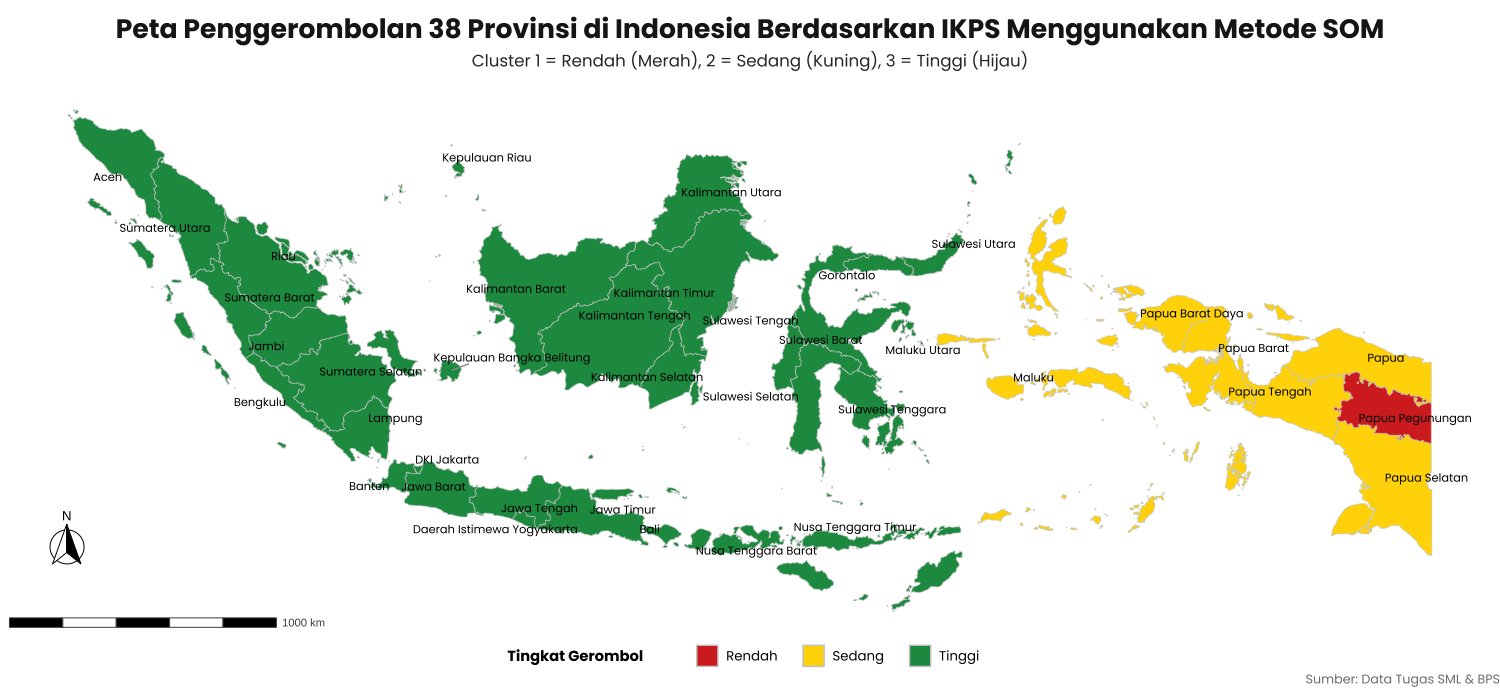 Peta Penggerombolan 38 Provinsi di Indonesia Berdasarkan IKPS Menggunakan Metode SOM
Cluster 1 = Rendah (Merah), 2 = Sedang (Kuning), 3 = Tinggi (Hijau)
Kepulauan Riau
Aceh
Kalimantan Utara
Sumatera Utara
Sulawesi Utara
Riau
Gorontalo
Kalimantan Barat
Kalimantan Timur
Sumatera Barat
Papua Barat Daya
Kalimantan Tengah
Sulawesi Tengah
Sulawesi Barat
Jambi
Maluku Utara
Papua Barat
Kepulauan Bangka Belitung
Papua
Sumatera Selatan
Kalimantan Selatan
Maluku
Papua Tengah
Sulawesi Selatan
Bengkulu
Sulawesi Tenggara
Lampung
Papua Pegunungan
DKI Jakarta
Papua Selatan
Banten
Jawa Barat
Jawa Tengah
Jawa Timur
N
Daerah Istimewa Yogyakarta
Bali
Nusa Tenggara Timur
Nusa Tenggara Barat
1000 km
Tingkat Gerombol
Rendah
Sedang
Tinggi
Sumber: Data Tugas SML & BPS